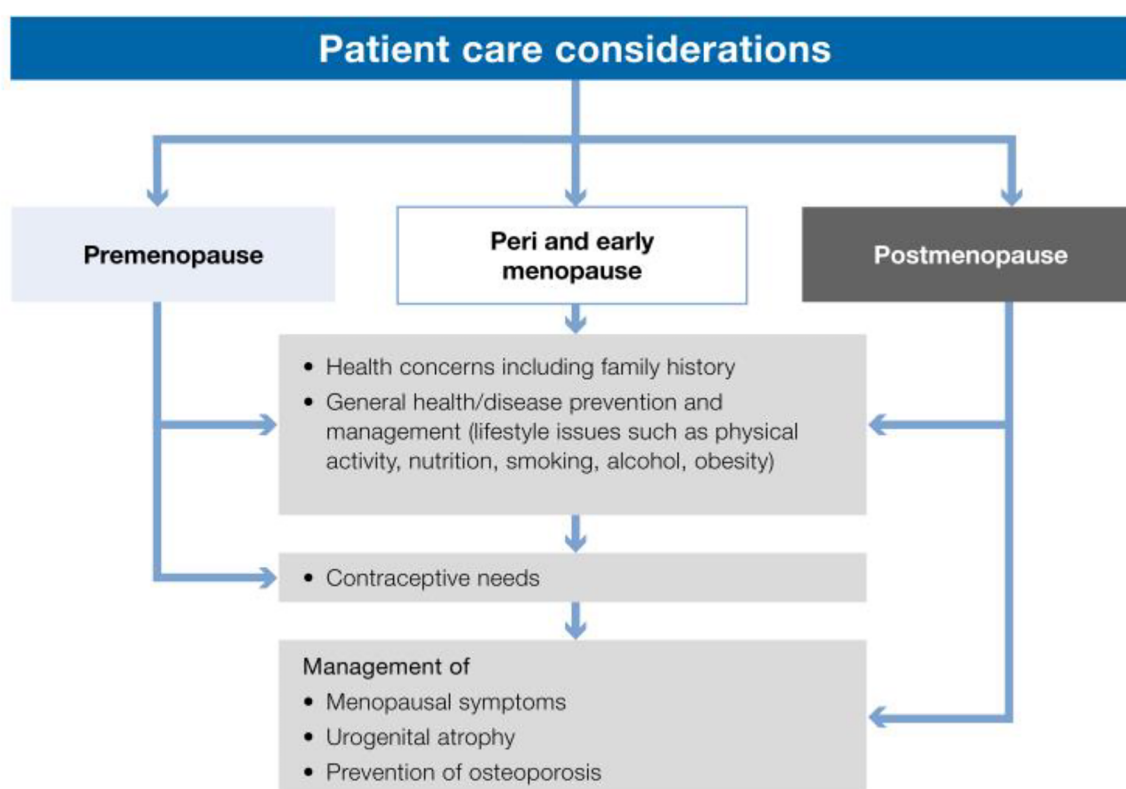 Patient care considerations
Premenopause
Peri and early
menopause
Postmenopause
• Health concerns including family history
• General health/disease prevention and
management (lifestyle issues such as physical
activity, nutrition, smoking, alcohol, obesity)
• Contraceptive needs
Management of
• Menopausal symptoms
• Urogenital atrophy
• Prevention of osteoporosis